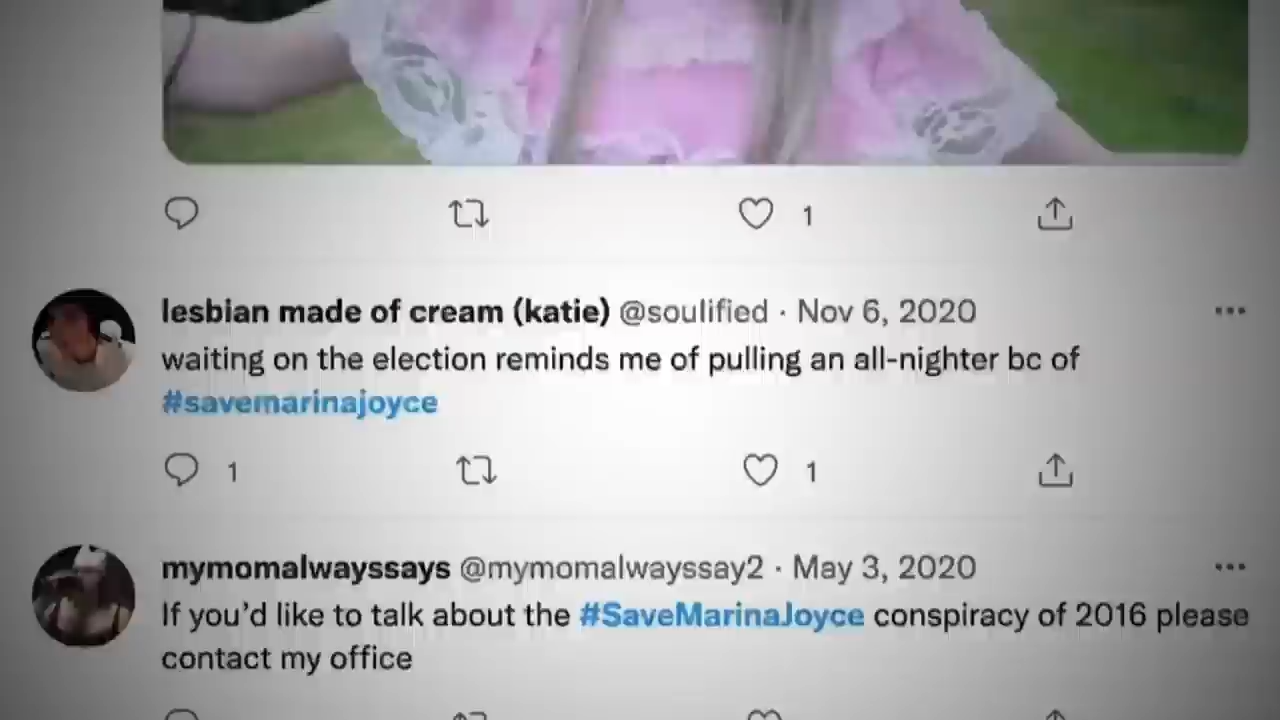 1
lesbian made of cream (katie) @soulified · Nov 6, 2020
waiting on the election reminds me of pulling an all-nighter bc of
#savemarinajoyce
1 1
mymomalwayssays @mymomalwayssay2 · May 3, 2020
If you’d like to talk about the #SaveMarinaJoyce conspiracy of 2016 please
contact my office